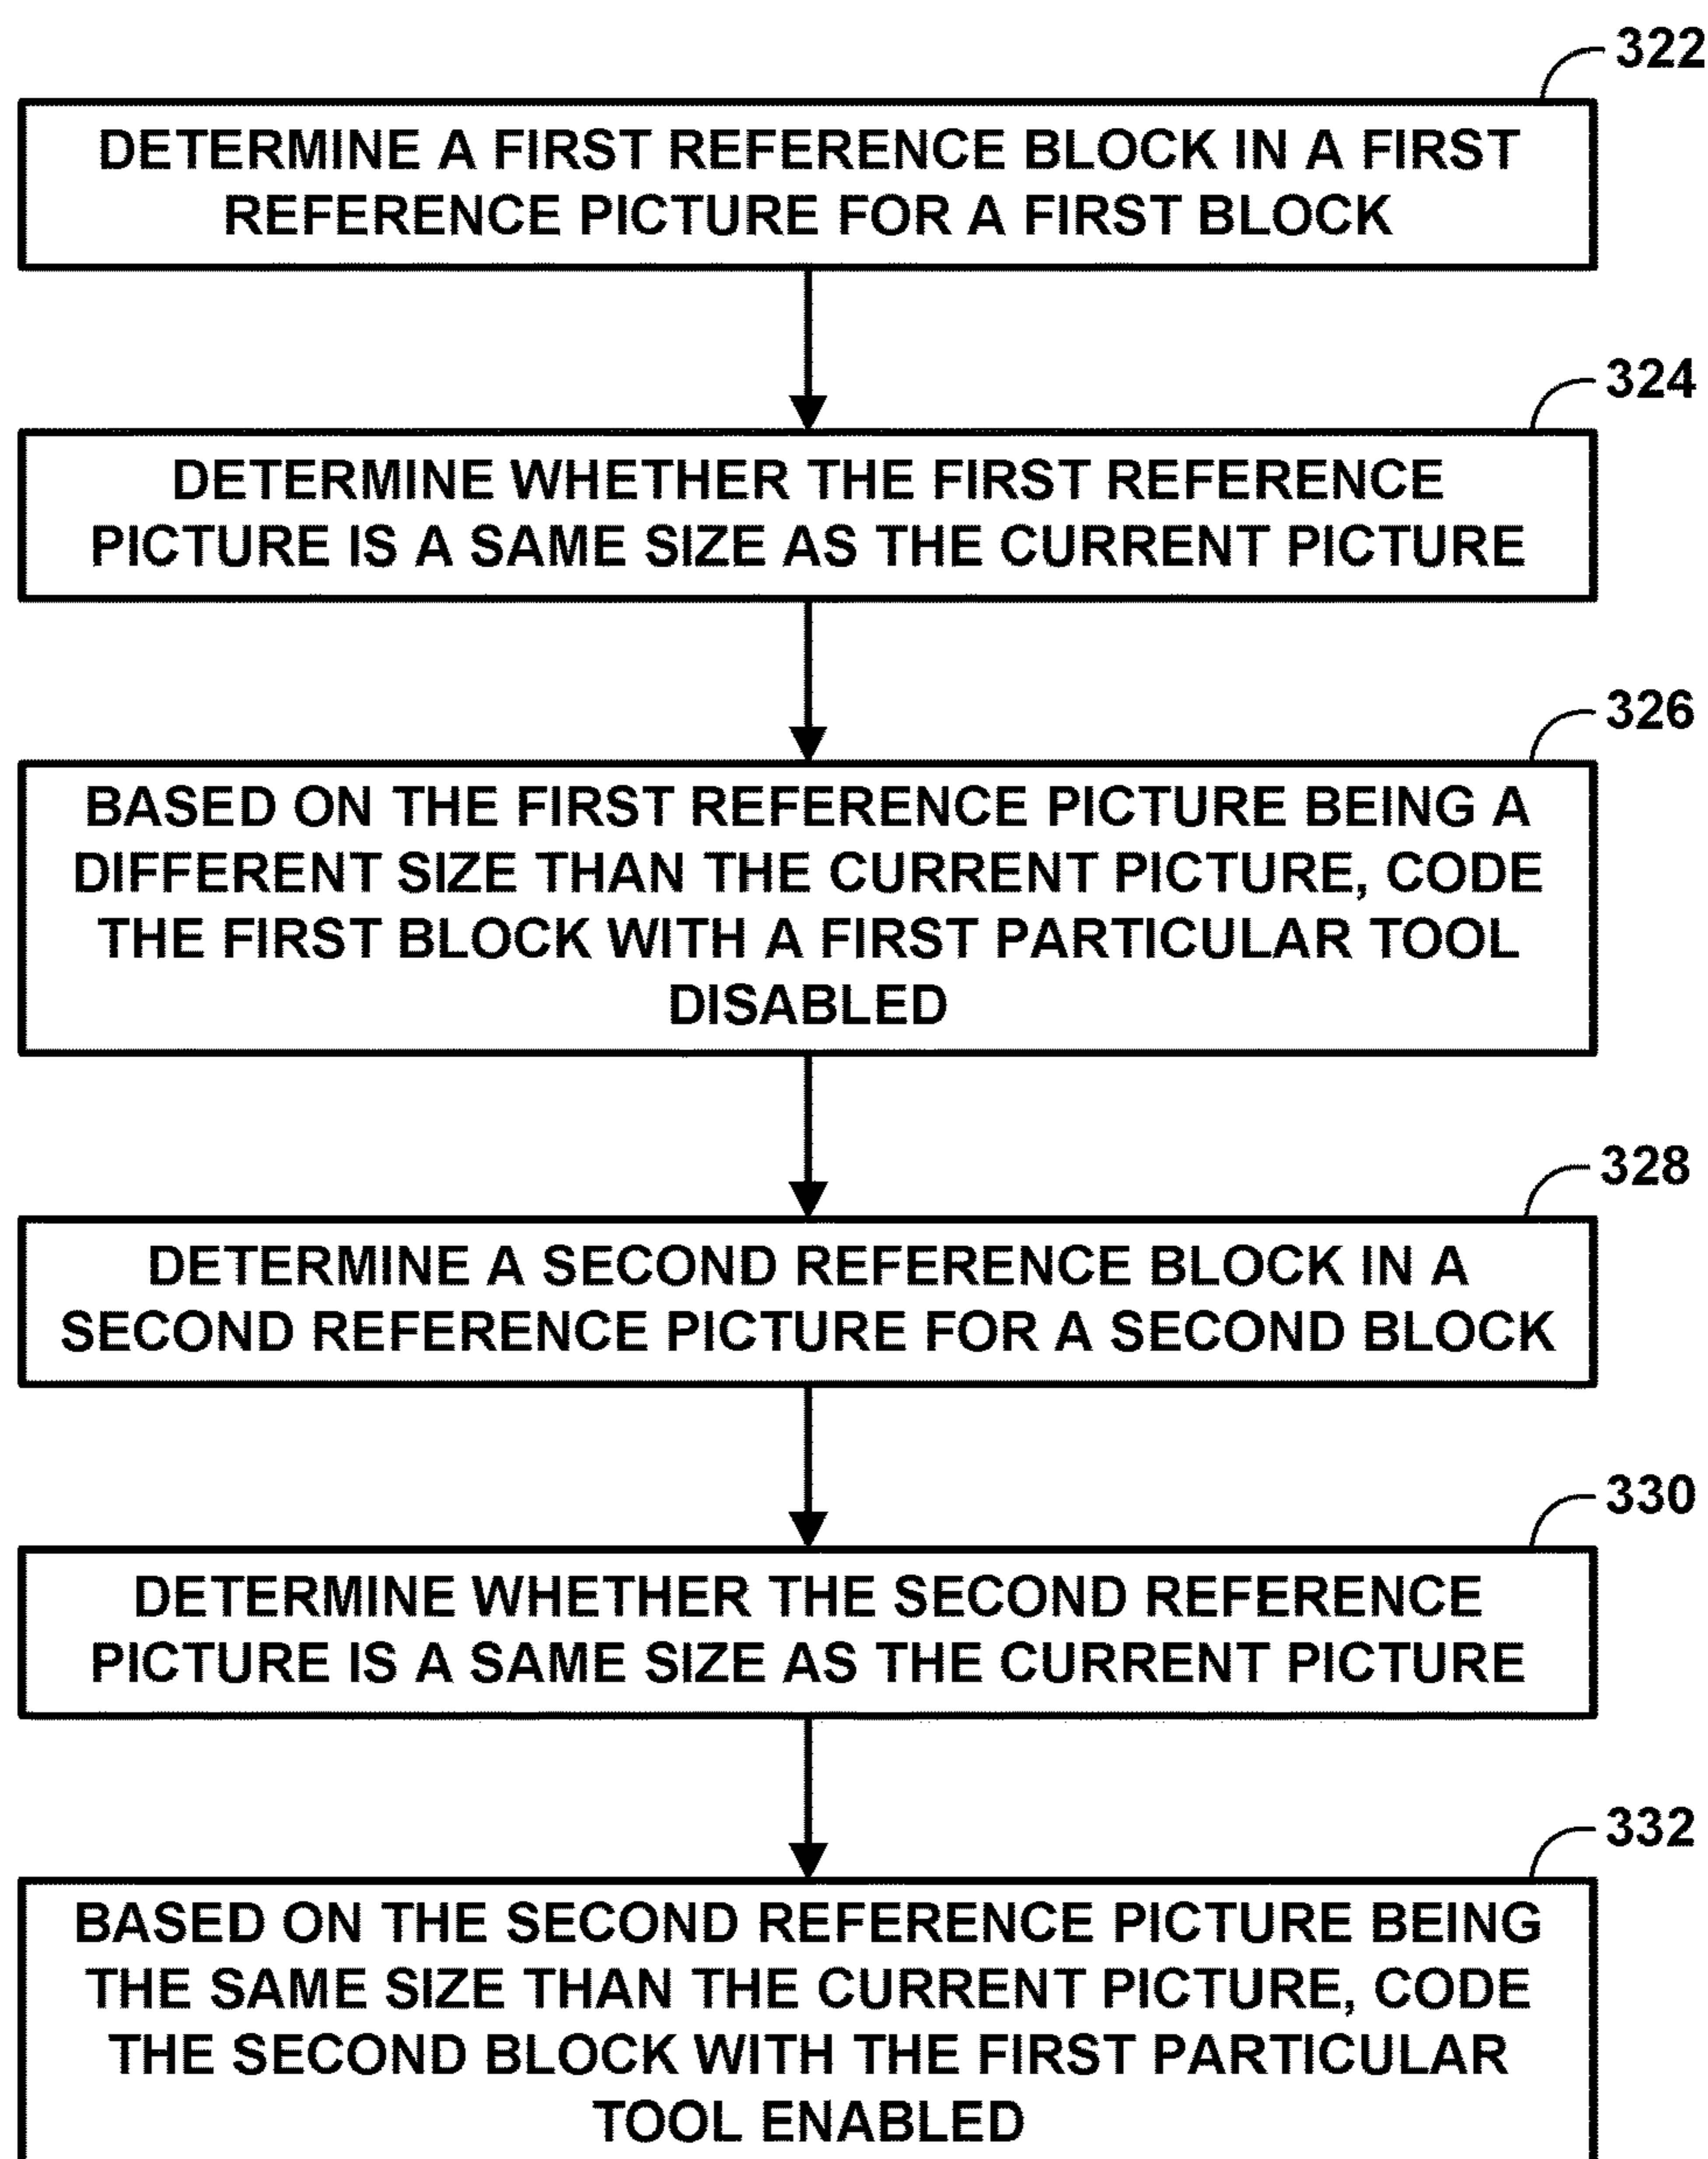 322
DETERMINE A FIRST REFERENCE BLOCK IN A FIRST
REFERENCE PICTURE FOR A FIRST BLOCK
324
DETERMINE WHETHER THE FIRST REFERENCE
PICTURE IS A SAME SIZE AS THE CURRENT PICTURE
326
BASED ON THE FIRST REFERENCE PICTURE BEING A
DIFFERENT SIZE THAN THE CURRENT PICTURE, CODE
THE FIRST BLOCK WITH A FIRST PARTICULAR TOOL
DISABLED
328
DETERMINE A SECOND REFERENCE BLOCK IN A
SECOND REFERENCE PICTURE FOR A SECOND BLOCK
330
DETERMINE WHETHER THE SECOND REFERENCE
PICTURE IS A SAME SIZE AS THE CURRENT PICTURE
332
BASED ON THE SECOND REFERENCE PICTURE BEING
THE SAME SIZE THAN THE CURRENT PICTURE, CODE
THE SECOND BLOCK WITH THE FIRST PARTICULAR
TOOL ENABLED